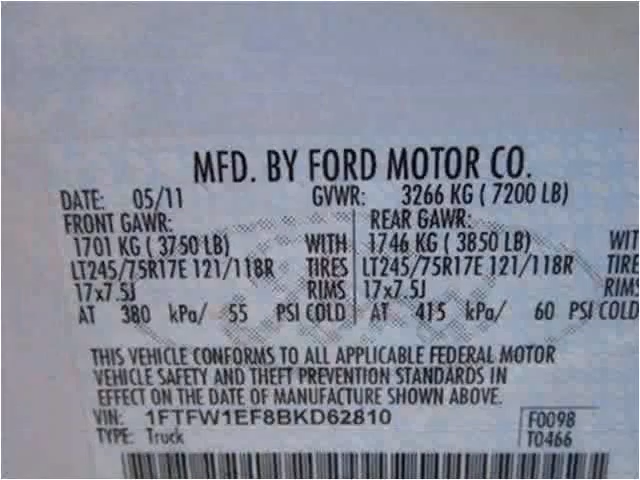 MFD. BY FORD MOTOR CO.
DATE: 05/11 GVWR: 3266 KG ( 7200 LB)
FRONT GAWR: REAR GAWR:
1701 KG ( 3750 LB) WITH 1746 KG ( 3850 LB) WIT
LT245/75R17E 121/118R TIRES LT245/75R17E 121/118R TIRE
17x7.5J RIMS 17x7.5J RIMS
AT 380 kPa/ 55 PSI COLD AT 415 kPa/ 60 PSI COLD
THIS VEHICLE CONFORMS TO ALL APPLICABLE FEDERAL MOTOR
VEHICLE SAFETY AND THEFT PREVENTION STANDARDS IN
EFFECT ON THE DATE OF MANUFACTURE SHOWN ABOVE.
VIN: 1FTFW1EF8BKD62810 F0098
TYPE: Truck T0466